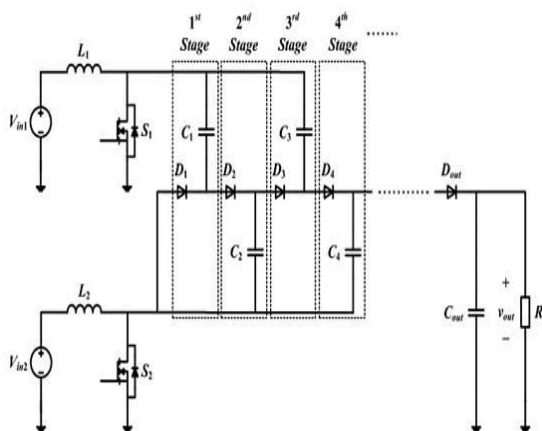 1st 2nd 3rd 4th ........
Stage Stage Stage Stage
L1
Vin1
S1
C1 C3
D1 D2 D3 D4 ........ Dout
C2 C4
L2
Vin2
S2
Cout
+
vout
−
R